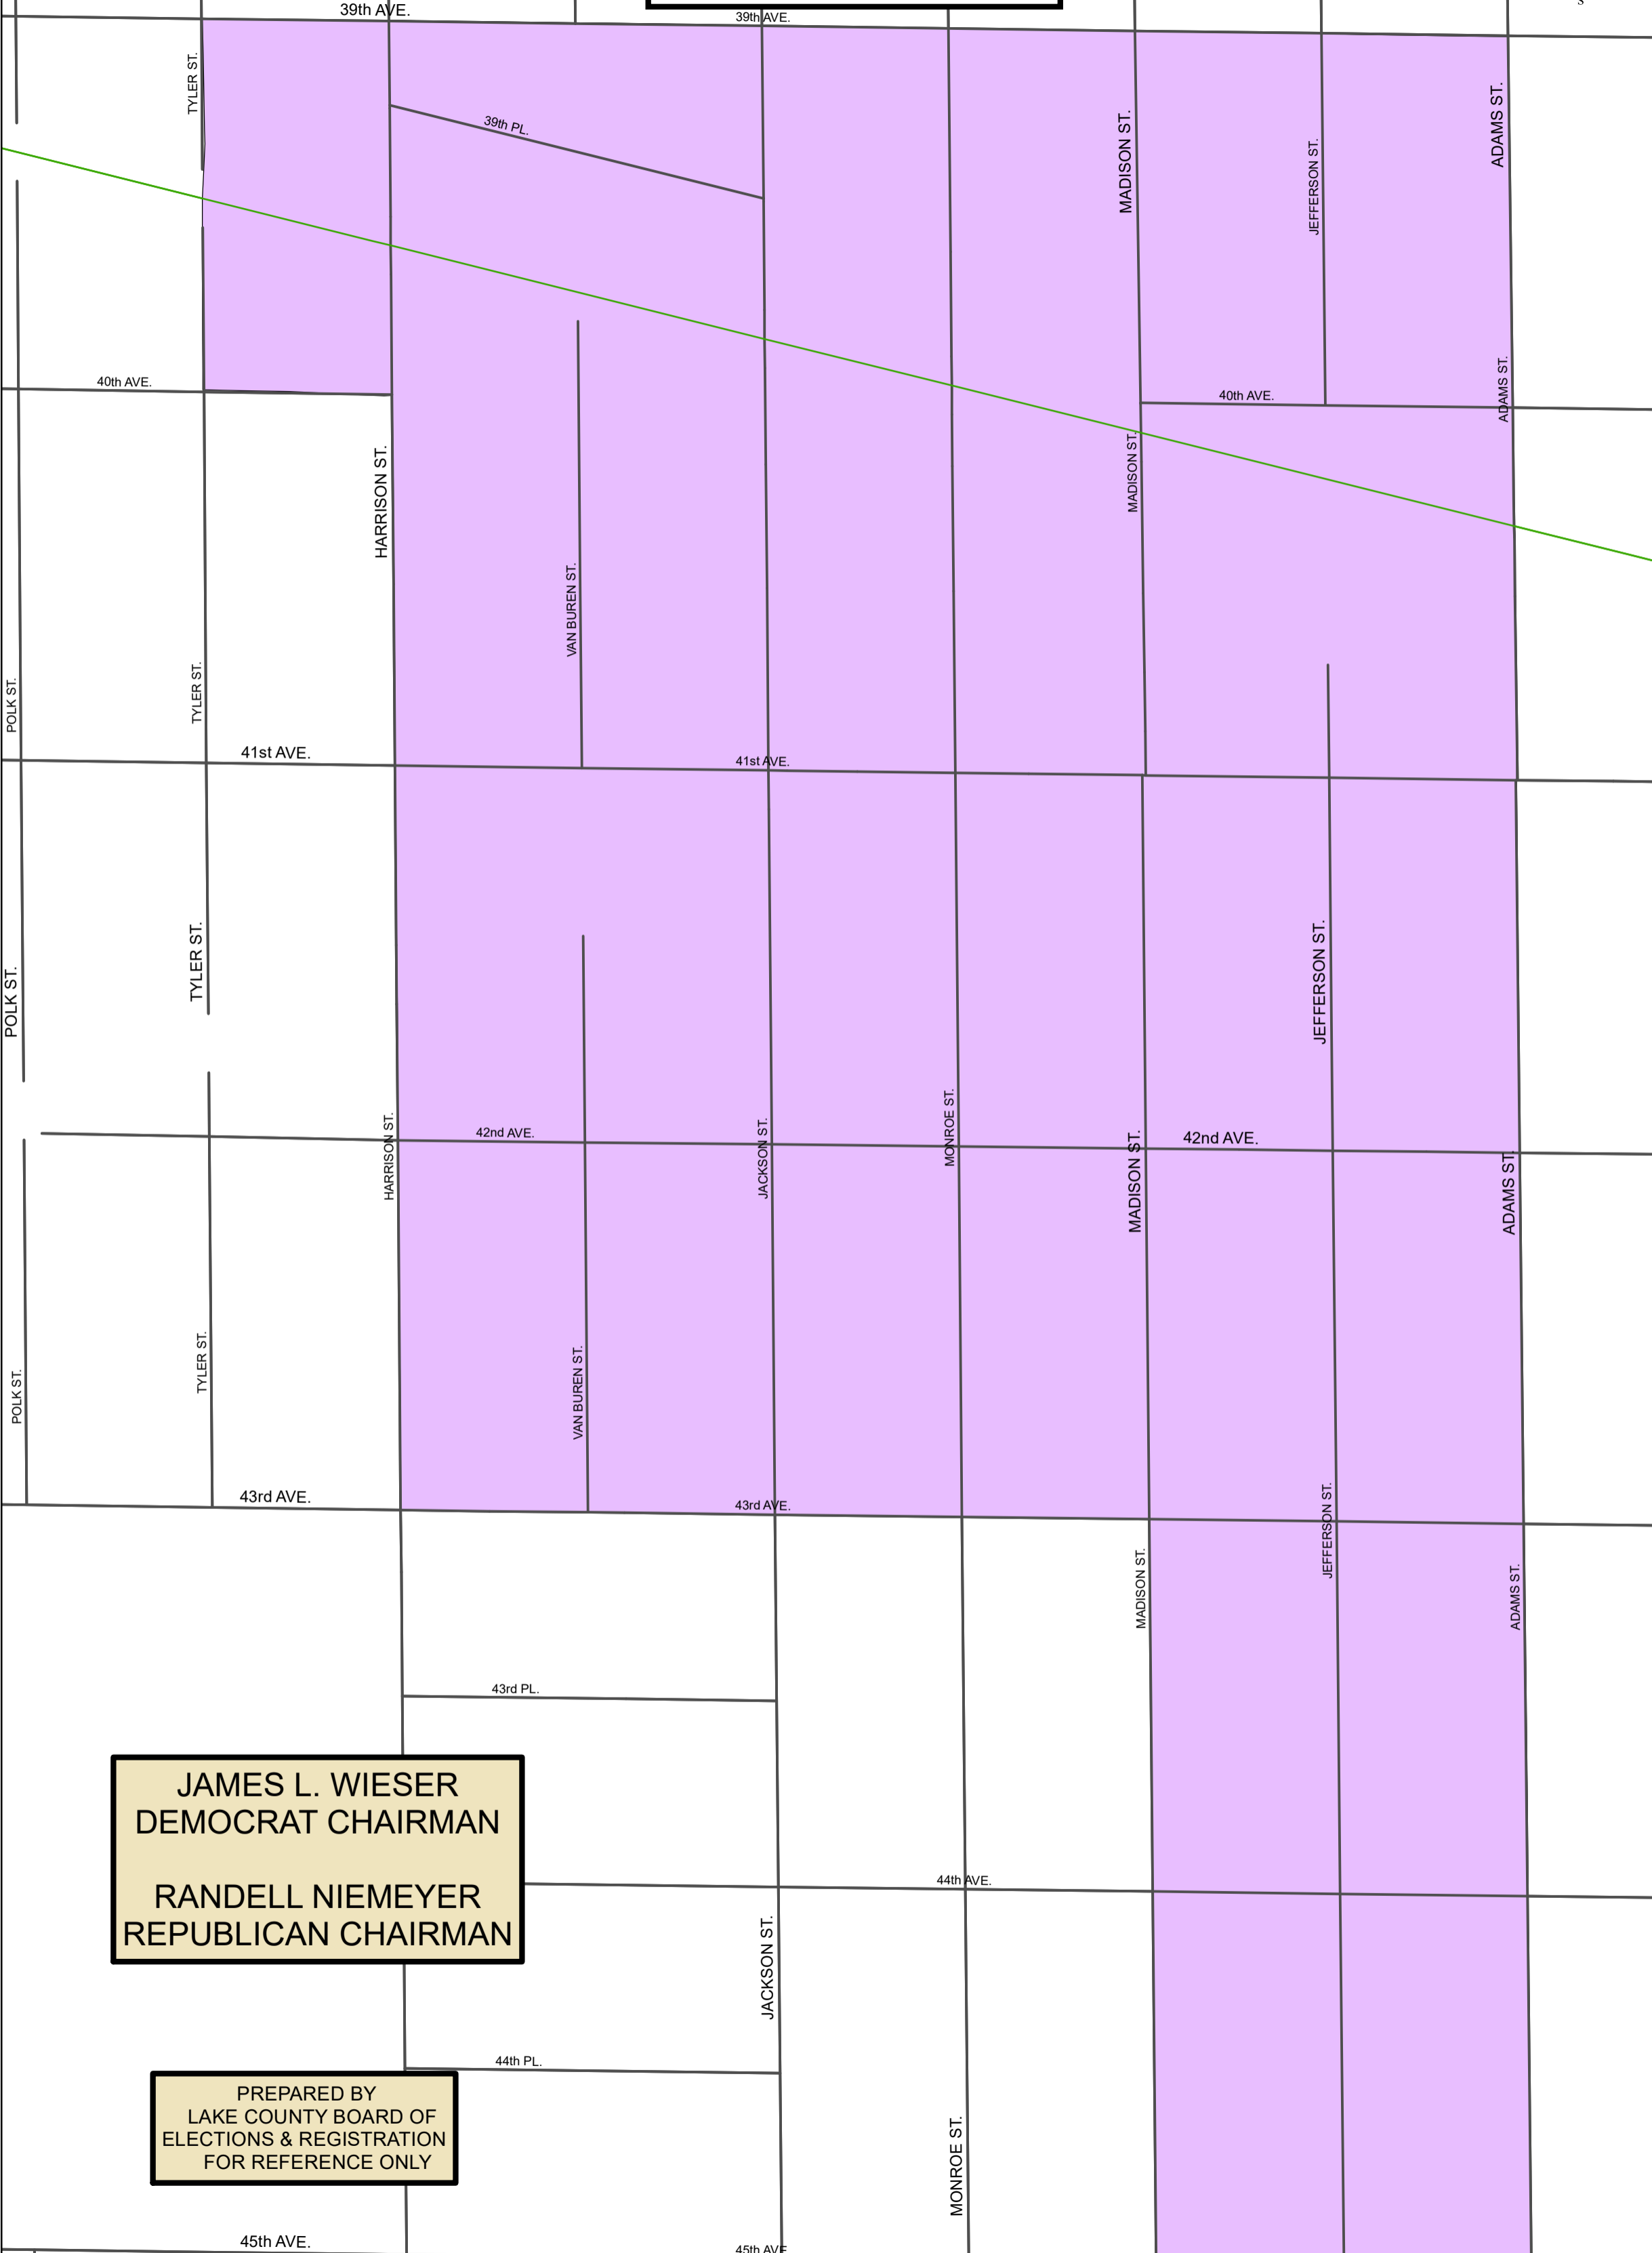 39th AVE.
39th AVE.
S
TYLER ST.
39th PL.
MADISON ST.
JEFFERSON ST.
ADAMS ST.
40th AVE.
40th AVE.
ADAMS ST.
HARRISON ST.
MADISON ST.
VAN BUREN ST.
POLK ST.
TYLER ST.
41st AVE.
41st AVE.
POLK ST.
TYLER ST.
JEFFERSON ST.
HARRISON ST.
42nd AVE.
JACKSON ST.
MONROE ST.
MADISON ST.
42nd AVE.
ADAMS ST.
POLK ST.
TYLER ST.
VAN BUREN ST.
43rd AVE.
43rd AVE.
JEFFERSON ST.
MADISON ST.
ADAMS ST.
43rd PL.
JAMES L. WIESER
DEMOCRAT CHAIRMAN
RANDELL NIEMEYER
REPUBLICAN CHAIRMAN
44th AVE.
JACKSON ST.
44th PL.
PREPARED BY
LAKE COUNTY BOARD OF
ELECTIONS & REGISTRATION
FOR REFERENCE ONLY
MONROE ST.
45th AVE.
45th AVE